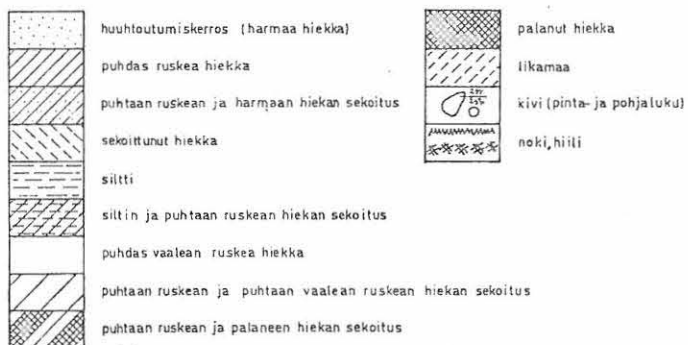 huuhtoutumiskerros (harmaa hiekka)
puhdas ruskea hiekka
puhtaan ruskean ja harmaan hiekan sekoitus
sekoittunut hiekka
siltti
siltin ja puhtaan ruskean hiekan sekoitus
puhdas vaalean ruskea hiekka
puhtaan ruskean ja puhtaan vaalean ruskean hiekan sekoitus
puhtaan ruskean ja palaneen hiekan sekoitus
palanut hiekka
likamaa
kivi (pinta- ja pohjaluku)
noki, hiili